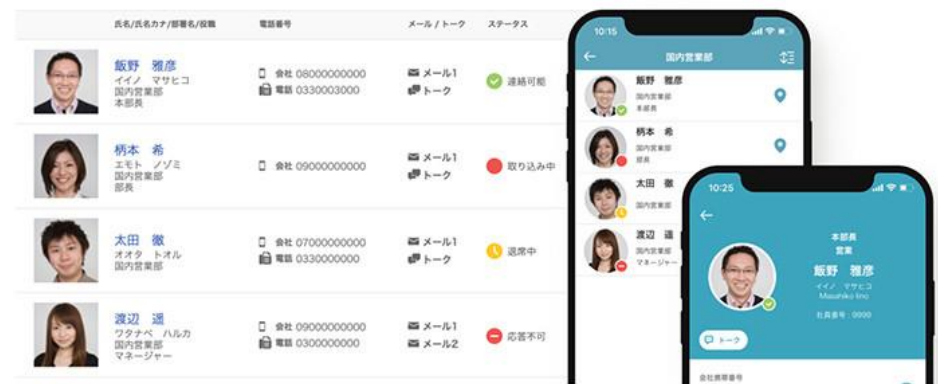 氏名/氏名カナ/部署名/役職 電話番号 メール / トーク ステータス
飯野 雅彦
イイノ マサヒコ
国内営業部
本部長
会社 08000000000
電話 0330003000
メール1
トーク
連絡可能
柄本 希
エモト ノゾミ
国内営業部
部長
会社 09000000000
メール1
トーク
取り込み中
太田 徹
オオタ トオル
国内営業部
会社 07000000000
電話 0330000000
メール1
トーク
退席中
渡辺 遥
ワタナベ ハルカ
国内営業部
マネージャー
会社 09000000000
電話 0300000000
メール1
メール2
応答不可
10:15
国内営業部
飯野 雅彦
国内営業部
本部長
柄本 希
国内営業部
部長
太田 徹
国内営業部
渡辺 遥
国内営業部
マネージャー
10:25
本部長
営業
飯野 雅彦
イイノ マサヒコ
Masahiko Iino
社員番号 : 9999
トーク
会社携帯番号